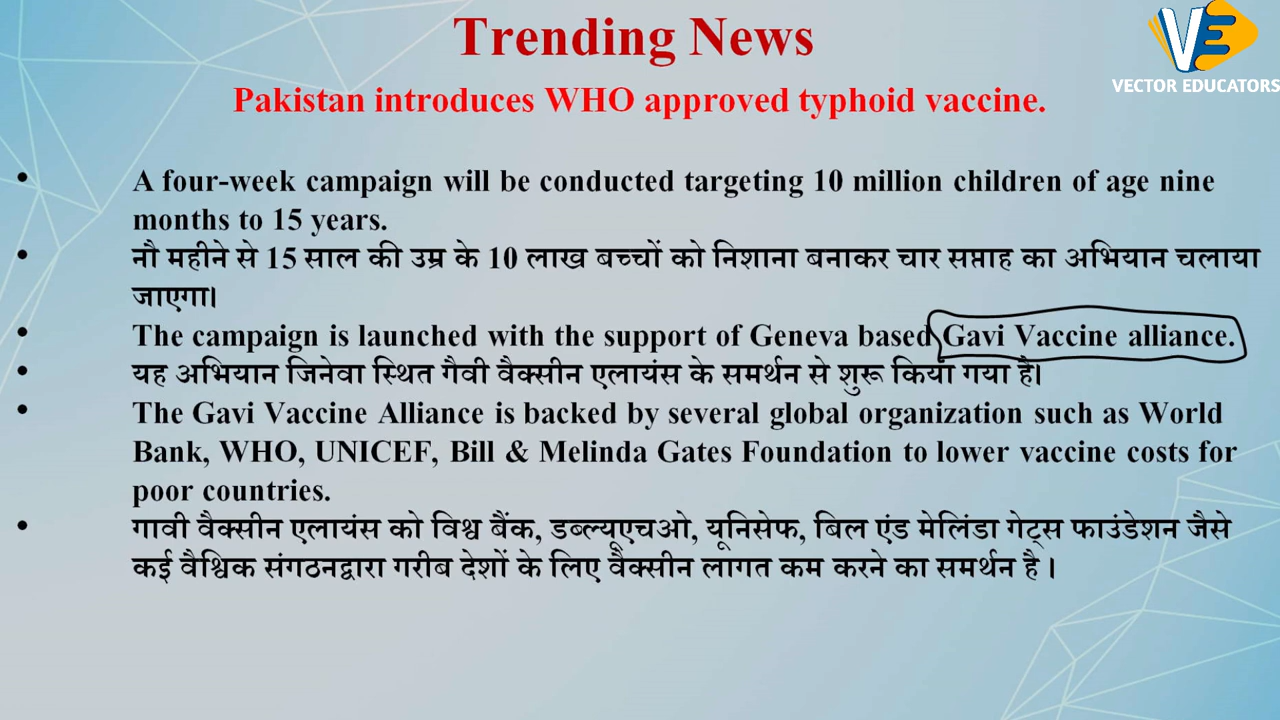 Trending News
VE
VECTOR EDUCATORS
Pakistan introduces WHO approved typhoid vaccine.
• A four-week campaign will be conducted targeting 10 million children of age nine
months to 15 years.
• नौ महीने से 15 साल की उम्र के 10 लाख बच्चों को निशाना बनाकर चार सप्ताह का अभियान चलाया
जाएगा।
• The campaign is launched with the support of Geneva based Gavi Vaccine alliance.
• यह अभियान जिनेवा स्थित गैवी वैक्सीन एलायंस के समर्थन से शुरू किया गया है।
• The Gavi Vaccine Alliance is backed by several global organization such as World
Bank, WHO, UNICEF, Bill & Melinda Gates Foundation to lower vaccine costs for
poor countries.
• गावी वैक्सीन एलायंस को विश्व बैंक, डब्ल्यूएचओ, यूनिसेफ, बिल एंड मेलिंडा गेट्स फाउंडेशन जैसे
कई वैश्विक संगठनद्वारा गरीब देशों के लिए वैक्सीन लागत कम करने का समर्थन है ।